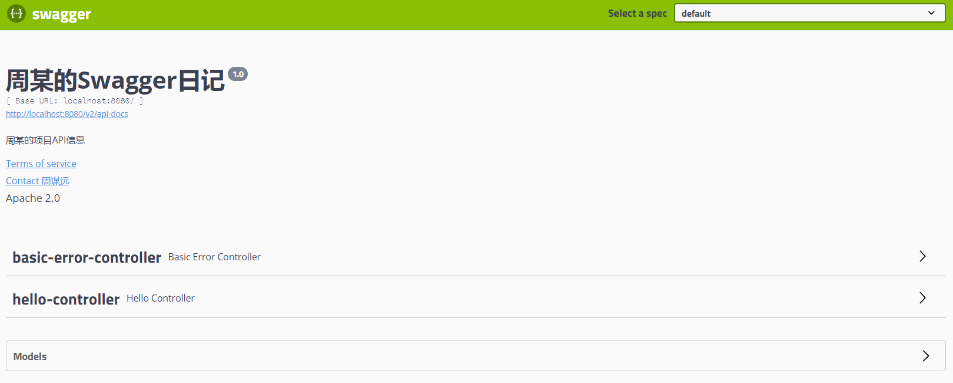 swagger
Select a spec default
周某的Swagger日记 1.0
[ Base URL: localhost:8080/ ]
http://localhost:8080/v2/api-docs
周某的项目API信息
Terms of service
Contact 周谋远
Apache 2.0
basic-error-controller Basic Error Controller
hello-controller Hello Controller
Models